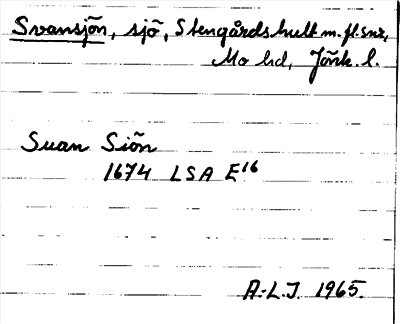 Svansjön, sjö, Stengårdshult m.fl. snr,
Mo hd, Jönk. l.
Suan Siön
1674 LSA E16
A-L.J. 1965.